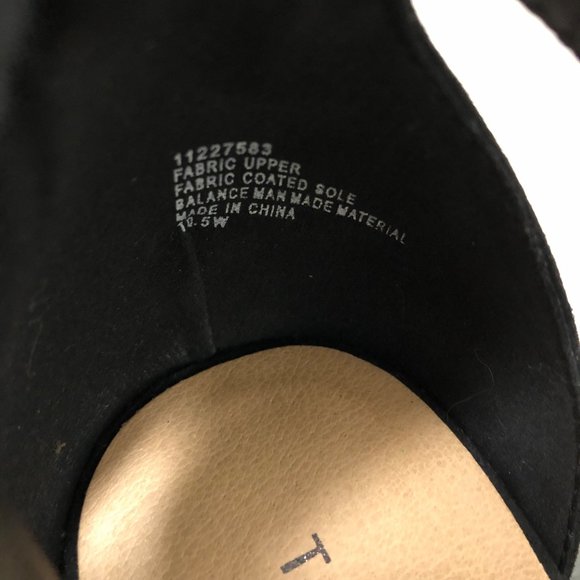 11227583
FABRIC UPPER
FABRIC COATED SOLE
BALANCE MAN MADE MATERIAL
MADE IN CHINA
10.5W
T